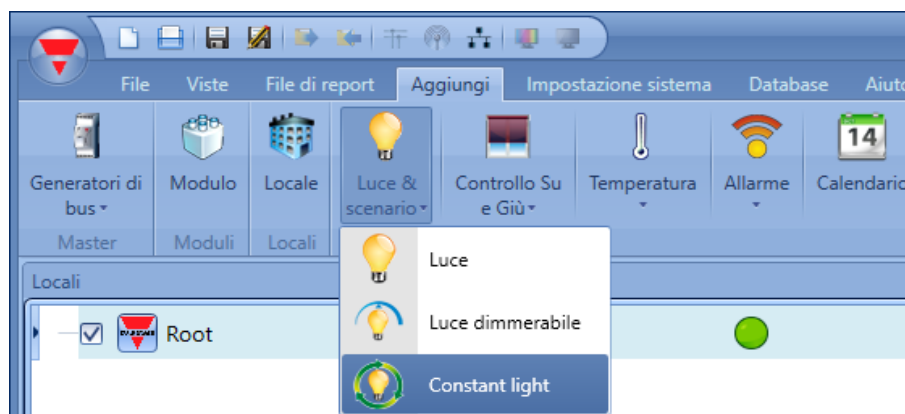 File Viste File di report Aggiungi Impostazione sistema Database Aiuto
Generatori di bus Modulo Locale Luce & scenario Controllo Su e Giù Temperatura Allarme 14 Calendario
Master Moduli Locali
Luce
Locali
Luce dimmerabile
Root
Constant light